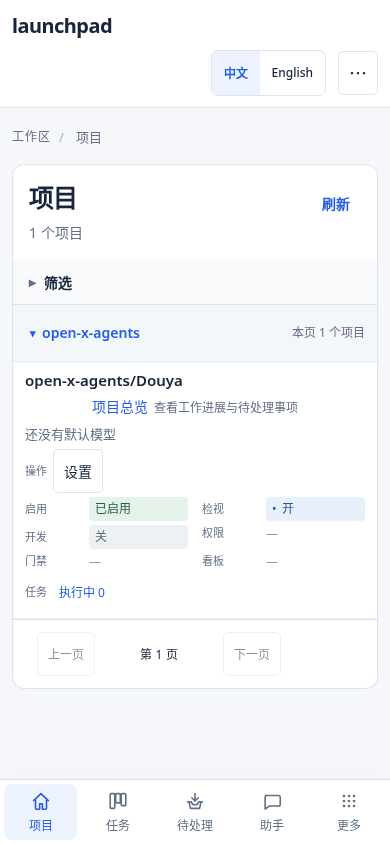 launchpad
中文 English ...
工作区 / 项目
项目
刷新
1 个项目
▶ 筛选
▼ open-x-agents 本页 1 个项目
open-x-agents/Douya
项目总览 查看工作进展与待处理事项
还没有默认模型
操作 设置
启用 已启用 检视 • 开
开发 关 权限 —
门禁 — 看板 —
任务 执行中 0
上一页 第 1 页 下一页
项目 任务 待处理 助手 更多